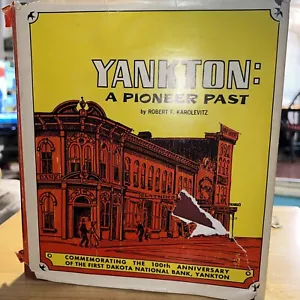 YANKTON:
A PIONEER PAST
by ROBERT F. KAROLEVITZ
COMMEMORATING THE 100th ANNIVERSARY
OF THE FIRST DAKOTA NATIONAL BANK, YANKTON